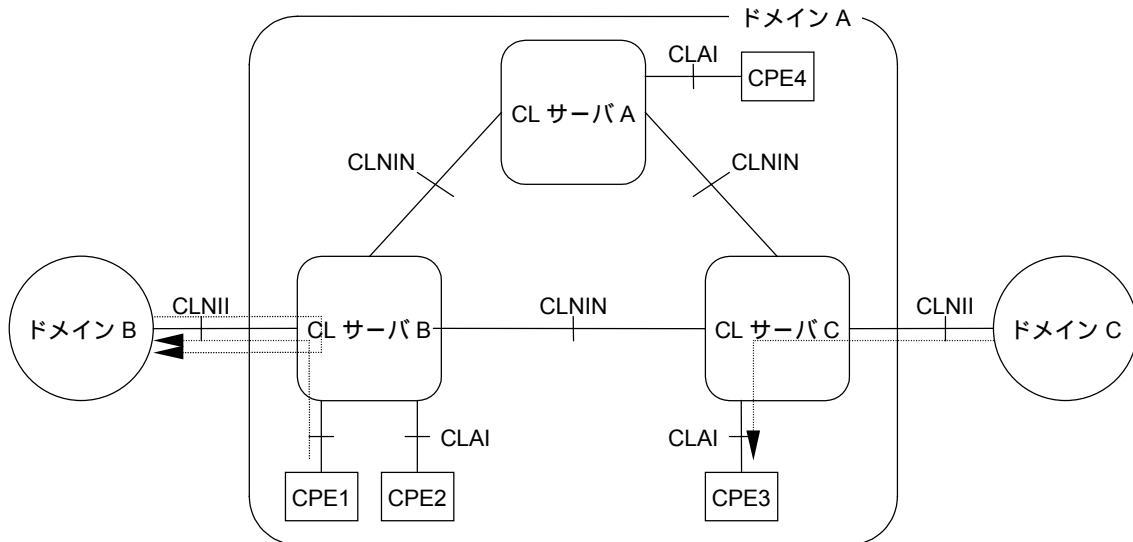 ドメイン A
CLAI
CPE4
CL サーバ A
CLNIN
CLNIN
CLNII
CLNIN
CLNII
ドメイン B
CL サーバ B
CL サーバ C
ドメイン C
CLAI
CLAI
CPE1
CPE2
CPE3